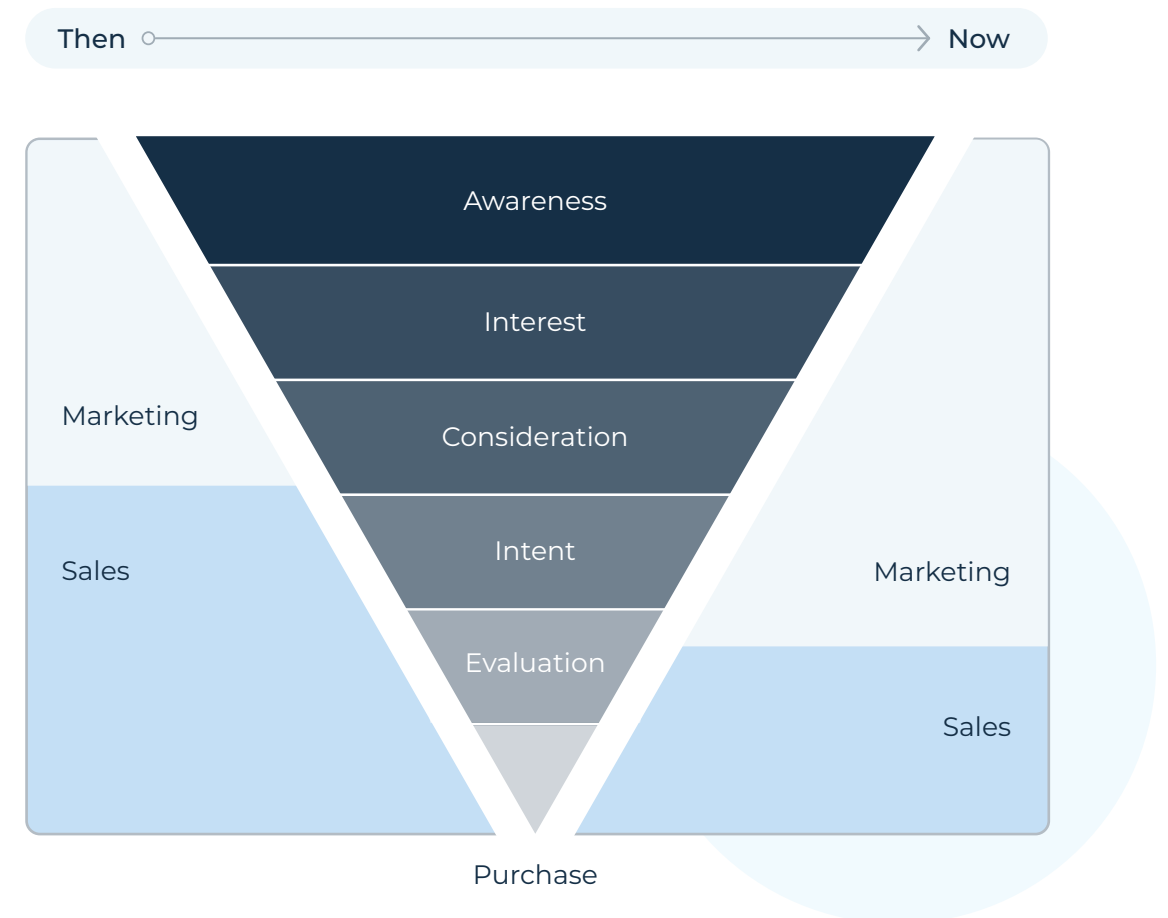 Then
Now
Awareness
Interest
Marketing
Consideration
Intent
Sales
Marketing
Evaluation
Sales
Purchase